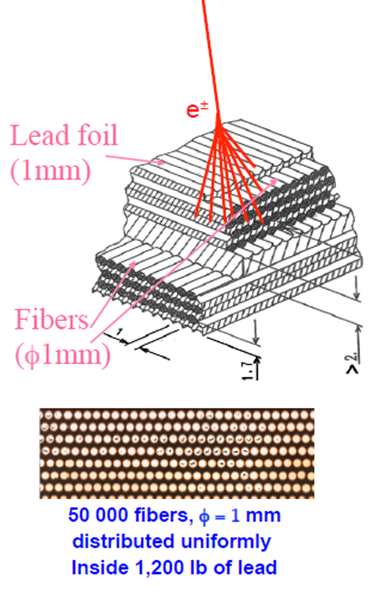 e±
Lead foil
(1mm)
Fibers
(ϕ1mm)
1
1.7
>2.
50 000 fibers, ϕ = 1 mm
distributed uniformly
Inside 1,200 lb of lead